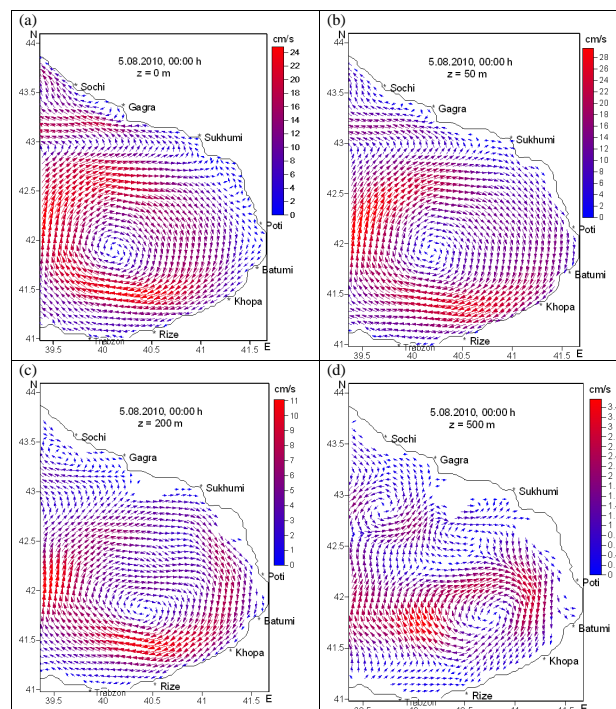 (a)
cm/s
N
44
5.08.2010, 00:00 h
z = 0 m
43.5
Sochi
Gagra
43
Sukhumi
42.5
42
Poti
Batumi
41.5
Khopa
41
Rize
Trabzon
39.5 40 40.5 41 41.5 E
24
22
20
18
16
14
12
10
8
6
4
2
0
(b)
cm/s
N
44
5.08.2010, 00:00 h
z = 50 m
43.5
Sochi
Gagra
43
Sukhumi
42.5
42
Poti
Batumi
41.5
Khopa
41
Rize
Trabzon
39.5 40 40.5 41 41.5 E
28
26
24
22
20
18
16
14
12
10
8
6
4
2
0
(c)
cm/s
N
44
5.08.2010, 00:00 h
z = 200 m
43.5
Sochi
Gagra
43
Sukhumi
42.5
42
Poti
Batumi
41.5
Khopa
41
Rize
Trabzon
39.5 40 40.5 41 41.5 E
11
10
9
8
7
6
5
4
3
2
1
0
(d)
cm/s
N
44
5.08.2010, 00:00 h
z = 500 m
43.5
Sochi
Gagra
43
Sukhumi
42.5
42
Poti
Batumi
41.5
Khopa
41
Rize
Trabzon
40 40.5 41 41.5 E